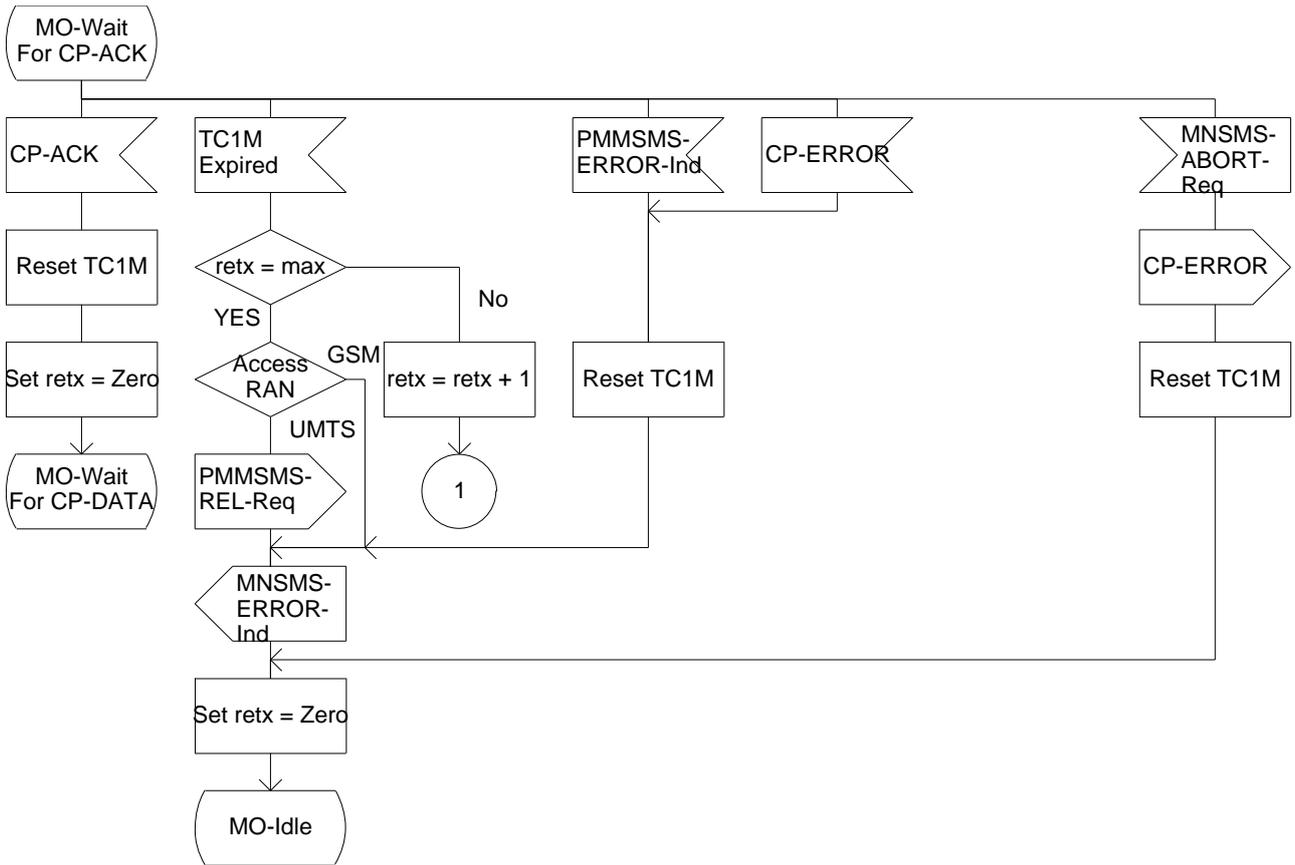 MO-Wait
For CP-ACK
CP-ACK
TC1M
Expired
PMMSMS-
ERROR-Ind
CP-ERROR
MNSMS-
ABORT-
Req
Reset TC1M
retx = max
No
CP-ERROR
YES
Set retx = Zero
Access
RAN
GSM
retx = retx + 1
Reset TC1M
Reset TC1M
UMTS
MO-Wait
For CP-DATA
PMMSMS-
REL-Req
1
MNSMS-
ERROR-
Ind
Set retx = Zero
MO-Idle